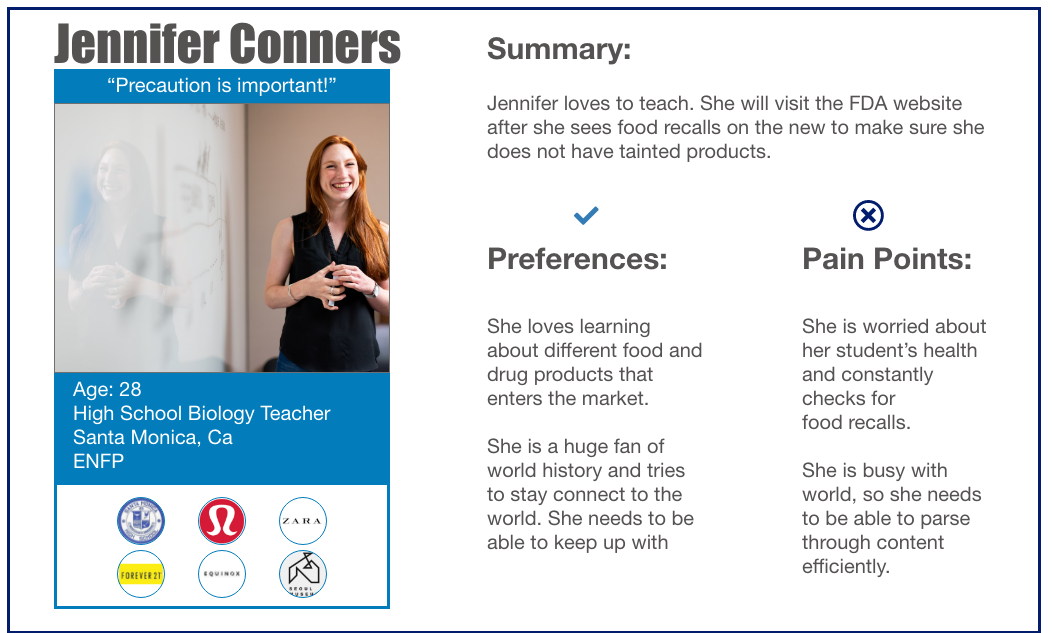 Jennifer Conners
“Precaution is important!”
Age: 28
High School Biology Teacher
Santa Monica, Ca
ENFP
ZARA
FOREVER 21
EQUINOX
SEOUL
Summary:
Jennifer loves to teach. She will visit the FDA website
after she sees food recalls on the new to make sure she
does not have tainted products.
Preferences:
She loves learning
about different food and
drug products that
enters the market.
She is a huge fan of
world history and tries
to stay connect to the
world. She needs to be
able to keep up with
Pain Points:
She is worried about
her student’s health
and constantly
checks for
food recalls.
She is busy with
world, so she needs
to be able to parse
through content
efficiently.